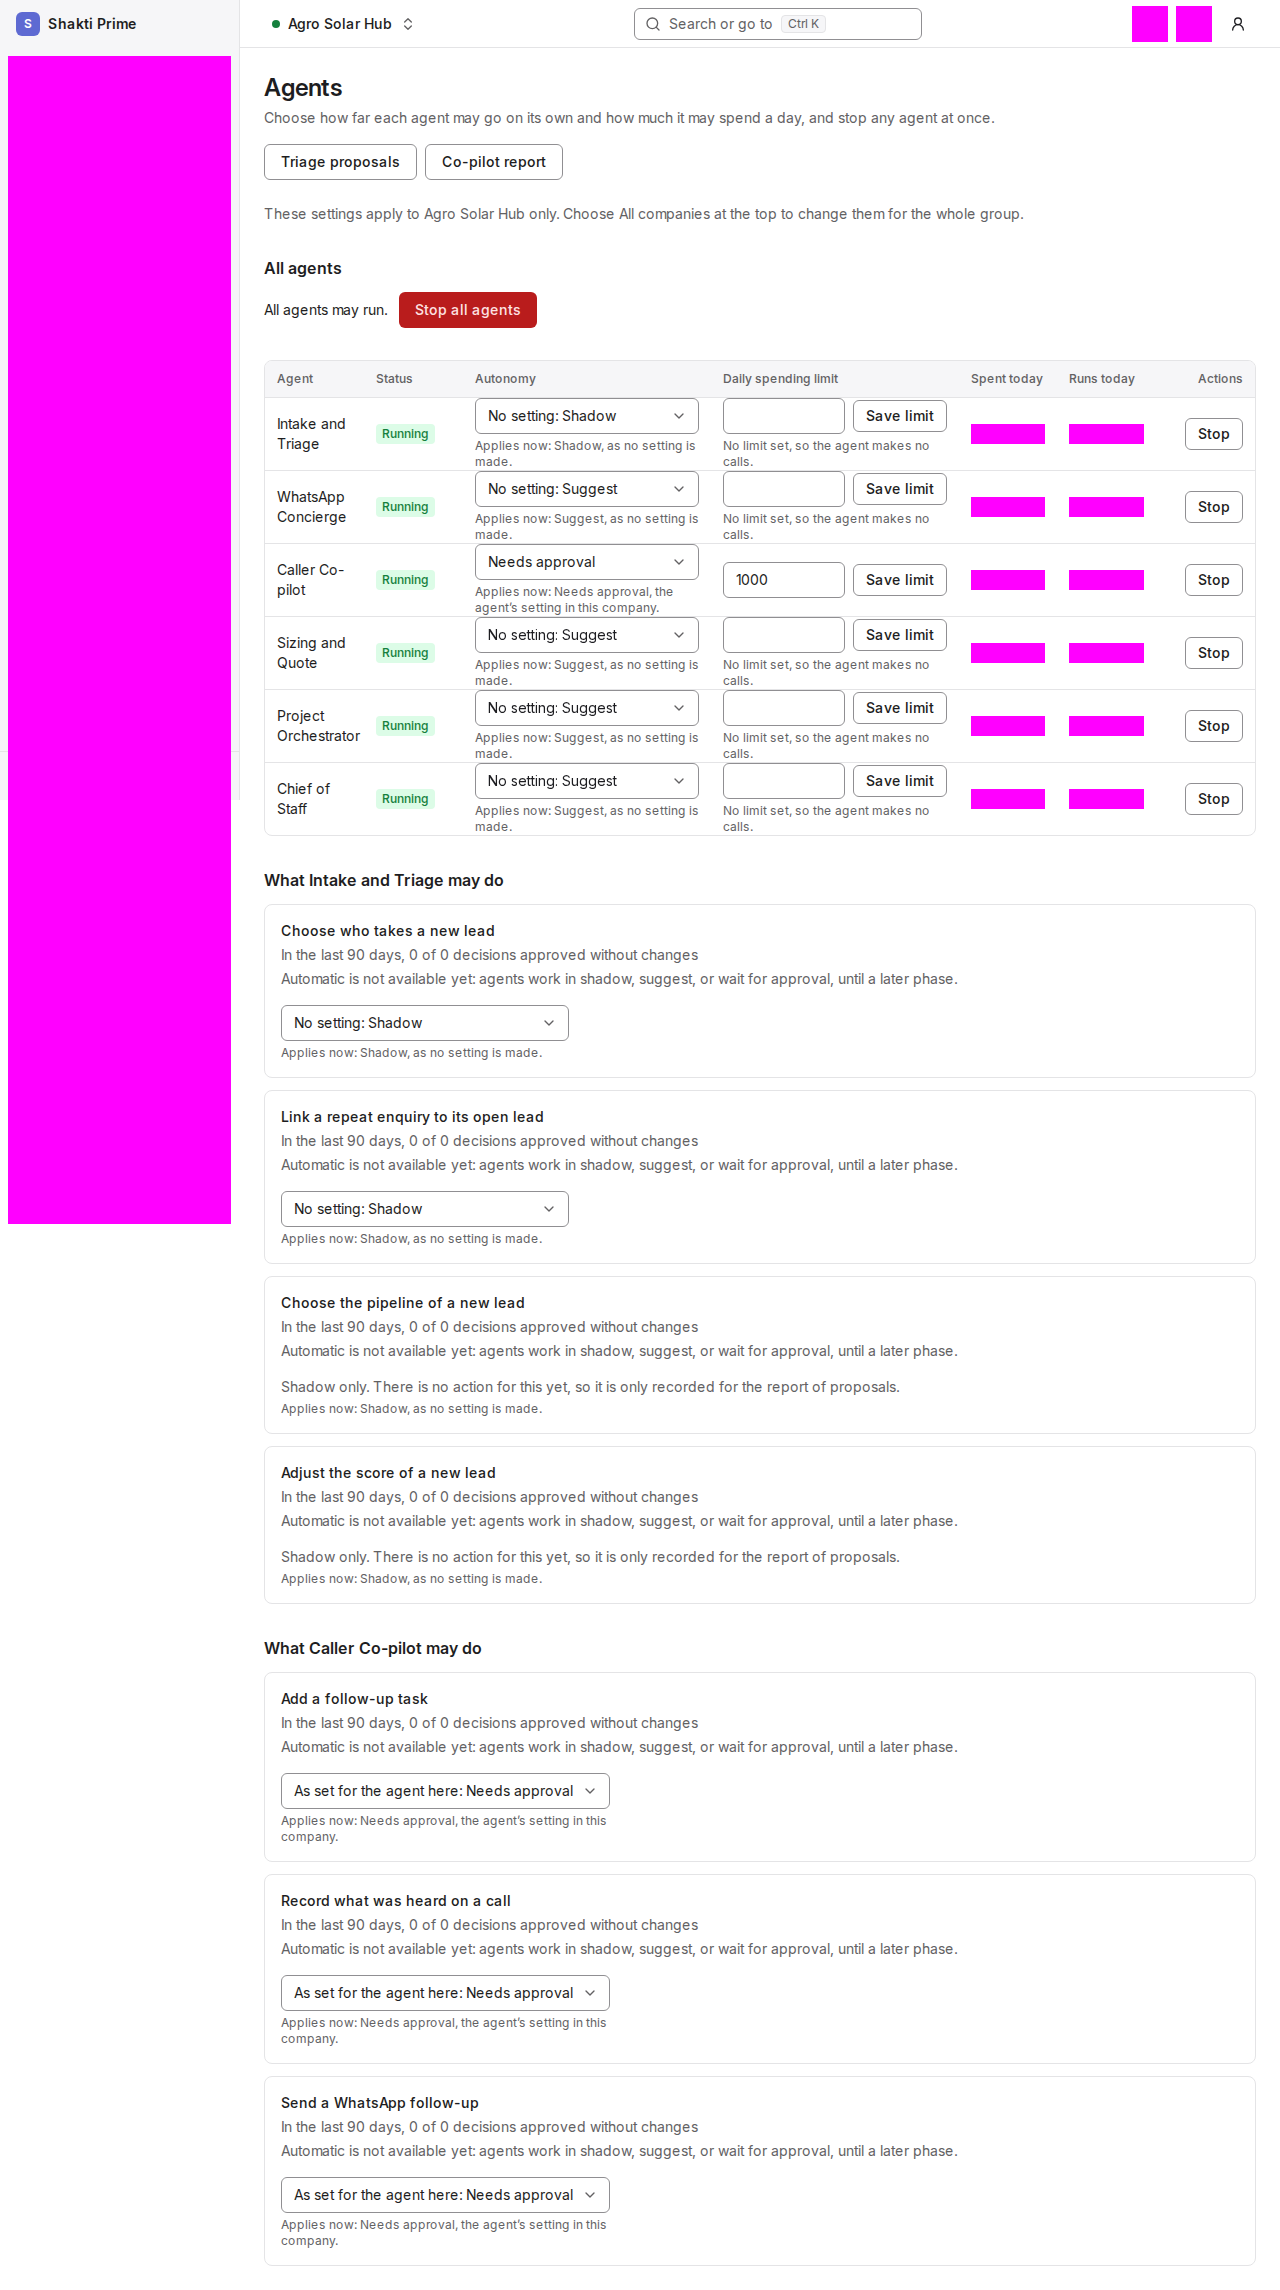 S Shakti Prime
Agro Solar Hub
Search or go to Ctrl K
Agents
Choose how far each agent may go on its own and how much it may spend a day, and stop any agent at once.
Triage proposals Co-pilot report
These settings apply to Agro Solar Hub only. Choose All companies at the top to change them for the whole group.
All agents
All agents may run. Stop all agents
Agent Status Autonomy Daily spending limit Spent today Runs today Actions
Intake and Triage
Running
No setting: Shadow
Applies now: Shadow, as no setting is made.
Save limit
No limit set, so the agent makes no calls.
Stop
WhatsApp Concierge
Running
No setting: Suggest
Applies now: Suggest, as no setting is made.
Save limit
No limit set, so the agent makes no calls.
Stop
Caller Co-pilot
Running
Needs approval
Applies now: Needs approval, the agent's setting in this company.
1000
Save limit
Stop
Sizing and Quote
Running
No setting: Suggest
Applies now: Suggest, as no setting is made.
Save limit
No limit set, so the agent makes no calls.
Stop
Project Orchestrator
Running
No setting: Suggest
Applies now: Suggest, as no setting is made.
Save limit
No limit set, so the agent makes no calls.
Stop
Chief of Staff
Running
No setting: Suggest
Applies now: Suggest, as no setting is made.
Save limit
No limit set, so the agent makes no calls.
Stop
What Intake and Triage may do
Choose who takes a new lead
In the last 90 days, 0 of 0 decisions approved without changes
Automatic is not available yet: agents work in shadow, suggest, or wait for approval, until a later phase.
No setting: Shadow
Applies now: Shadow, as no setting is made.
Link a repeat enquiry to its open lead
In the last 90 days, 0 of 0 decisions approved without changes
Automatic is not available yet: agents work in shadow, suggest, or wait for approval, until a later phase.
No setting: Shadow
Applies now: Shadow, as no setting is made.
Choose the pipeline of a new lead
In the last 90 days, 0 of 0 decisions approved without changes
Automatic is not available yet: agents work in shadow, suggest, or wait for approval, until a later phase.
Shadow only. There is no action for this yet, so it is only recorded for the report of proposals.
Applies now: Shadow, as no setting is made.
Adjust the score of a new lead
In the last 90 days, 0 of 0 decisions approved without changes
Automatic is not available yet: agents work in shadow, suggest, or wait for approval, until a later phase.
Shadow only. There is no action for this yet, so it is only recorded for the report of proposals.
Applies now: Shadow, as no setting is made.
What Caller Co-pilot may do
Add a follow-up task
In the last 90 days, 0 of 0 decisions approved without changes
Automatic is not available yet: agents work in shadow, suggest, or wait for approval, until a later phase.
As set for the agent here: Needs approval
Applies now: Needs approval, the agent's setting in this
company.
Record what was heard on a call
In the last 90 days, 0 of 0 decisions approved without changes
Automatic is not available yet: agents work in shadow, suggest, or wait for approval, until a later phase.
As set for the agent here: Needs approval
Applies now: Needs approval, the agent's setting in this
company.
Send a WhatsApp follow-up
In the last 90 days, 0 of 0 decisions approved without changes
Automatic is not available yet: agents work in shadow, suggest, or wait for approval, until a later phase.
As set for the agent here: Needs approval
Applies now: Needs approval, the agent's setting in this
company.